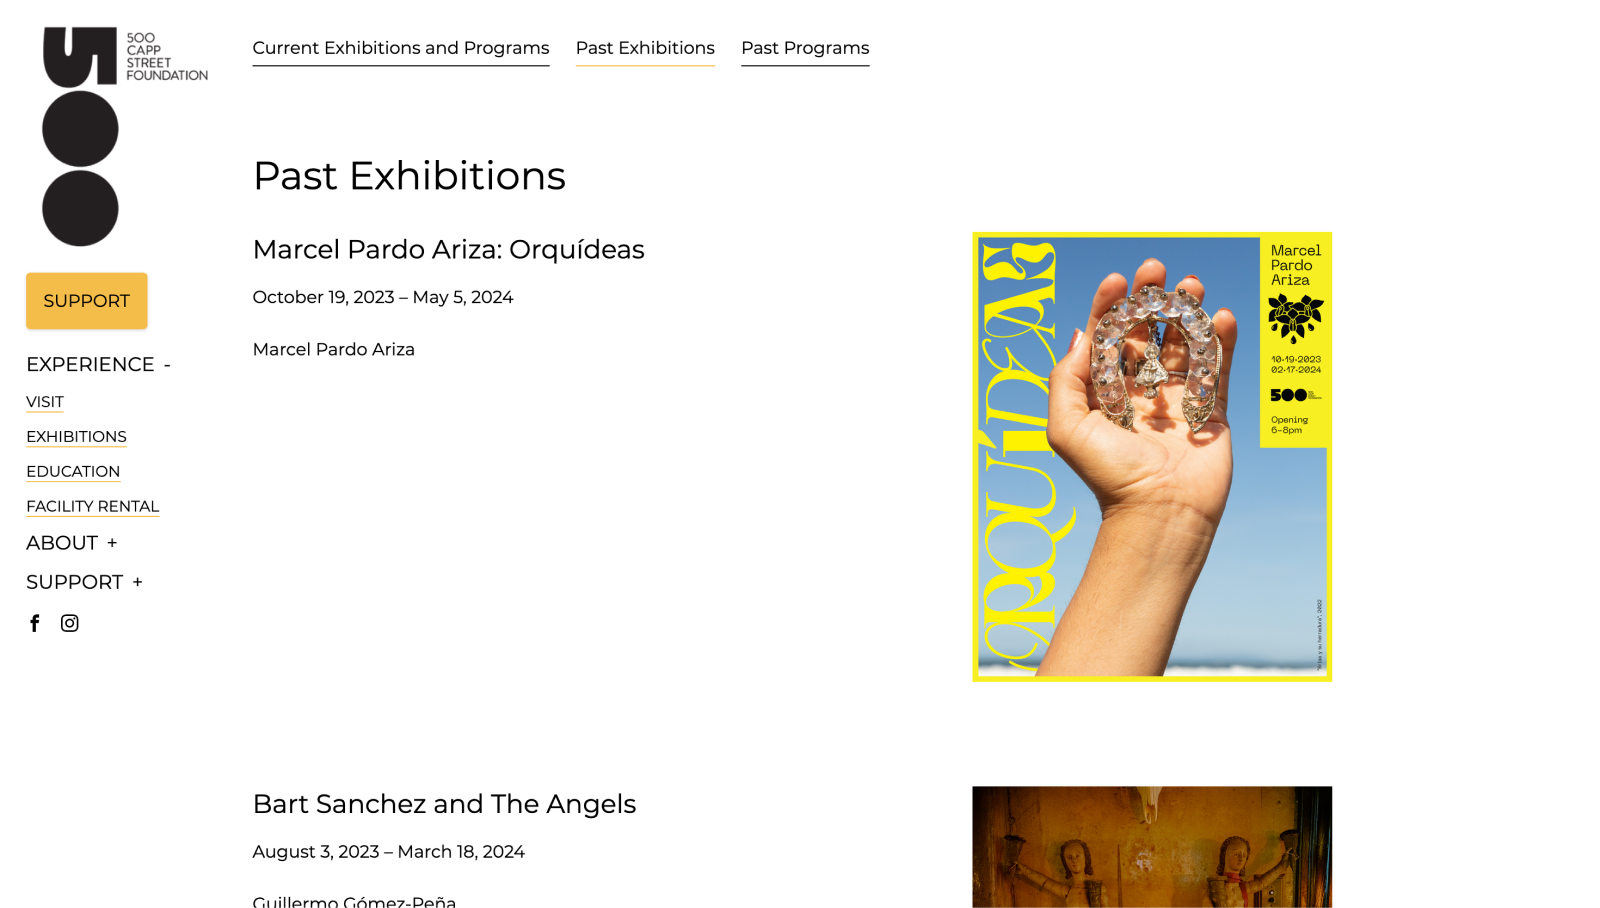 500
CAPP
STREET
FOUNDATION
Current Exhibitions and Programs
Past Exhibitions
Past Programs
SUPPORT
EXPERIENCE -
VISIT
EXHIBITIONS
EDUCATION
FACILITY RENTAL
ABOUT +
SUPPORT +
Past Exhibitions
Marcel Pardo Ariza: Orquídeas
October 19, 2023 – May 5, 2024
Marcel Pardo Ariza
ORQUÍDEAS
Marcel
Pardo
Ariza
10-19-2023
02-17-2024
500
Opening
6–8pm
Bart Sanchez and The Angels
August 3, 2023 – March 18, 2024
Guillermo Gómez-Peña